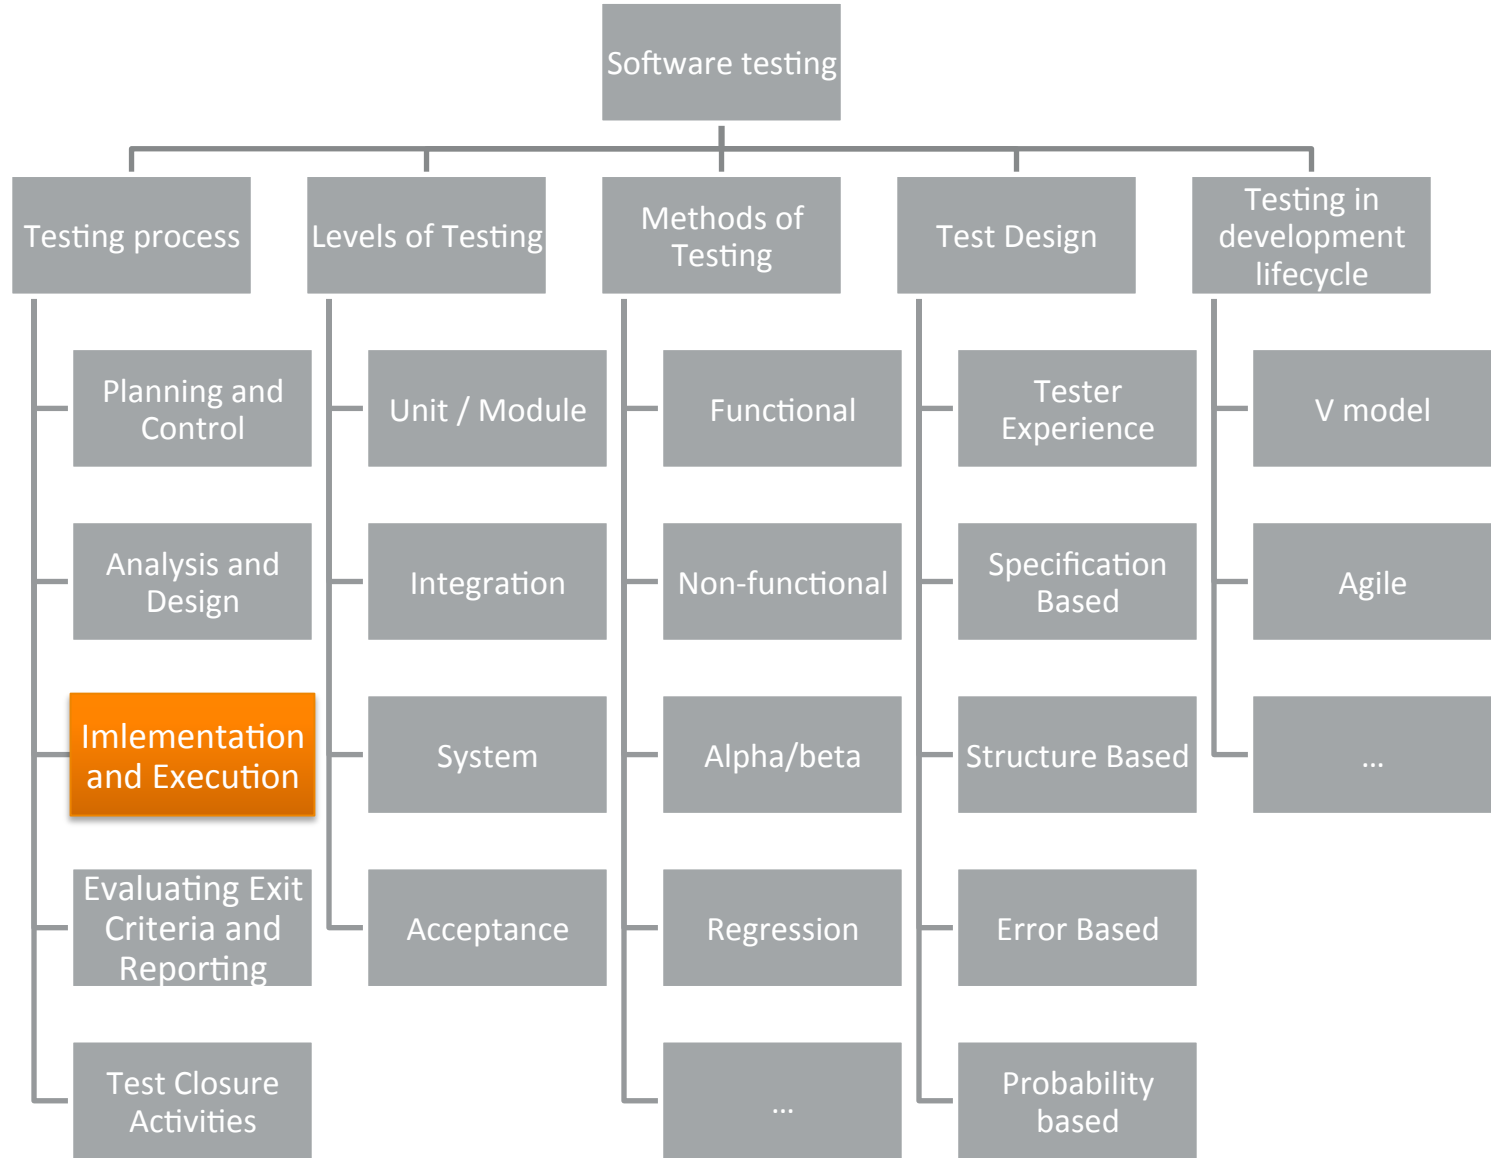 Software testing
Testing process
Levels of Testing
Methods of
Testing
Test Design
Testing in
development
lifecycle
Planning and
Control
Analysis and
Design
Imlementation
and Execution
Evaluating Exit
Criteria and
Reporting
Test Closure
Activities
Unit / Module
Integration
System
Acceptance
Functional
Non-functional
Alpha/beta
Regression
...
Tester
Experience
Specification
Based
Structure Based
Error Based
Probability
based
V model
Agile
...